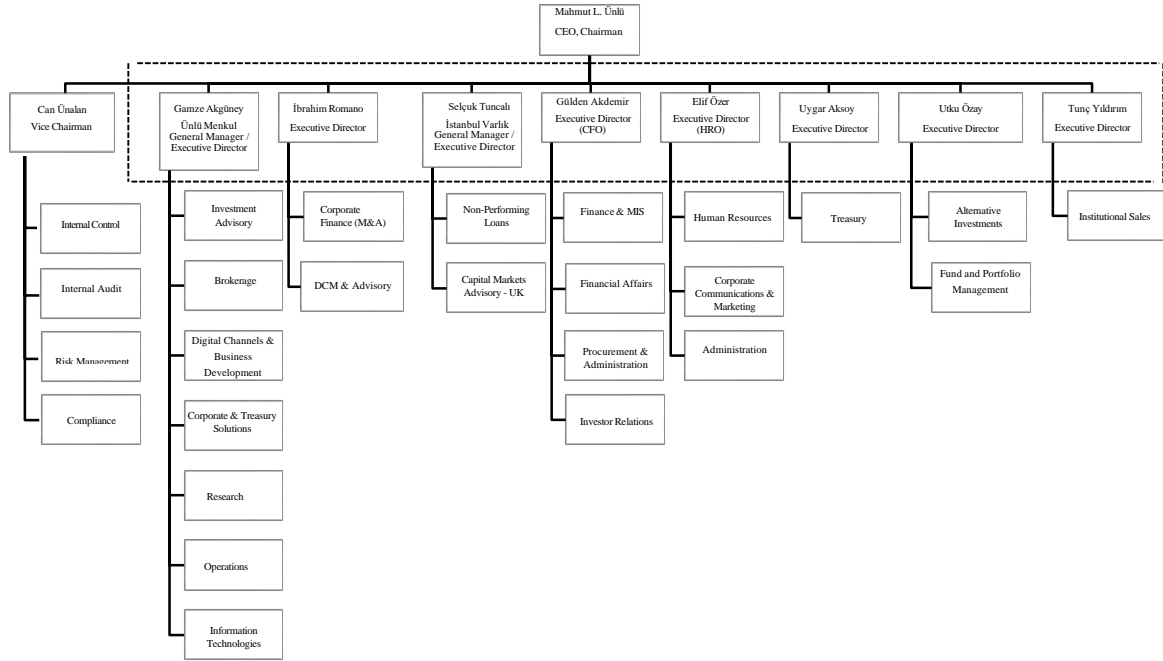 Mahmut L. Ünlü
CEO, Chairman
Can Ünalan
Vice Chairman
Gamze Akgüney
Ünlü Menkul
General Manager /
Executive Director
İbrahim Romano
Executive Director
Selçuk Tuncalı
İstanbul Varlık
General Manager /
Executive Director
Gülden Akdemir
Executive Director
(CFO)
Elif Özer
Executive Director
(HRO)
Uygar Aksoy
Executive Director
Utku Özay
Executive Director
Tunç Yıldırım
Executive Director
Internal Control
Internal Audit
Risk Management
Compliance
Investment
Advisory
Brokerage
Digital Channels &
Business
Development
Corporate & Treasury
Solutions
Research
Operations
Information
Technologies
Corporate
Finance (M&A)
DCM & Advisory
Non-Performing
Loans
Capital Markets
Advisory - UK
Finance & MIS
Financial Affairs
Procurement &
Administration
Investor Relations
Human Resources
Corporate
Communications &
Marketing
Administration
Treasury
Alternative
Investments
Fund and Portfolio
Management
Institutional Sales